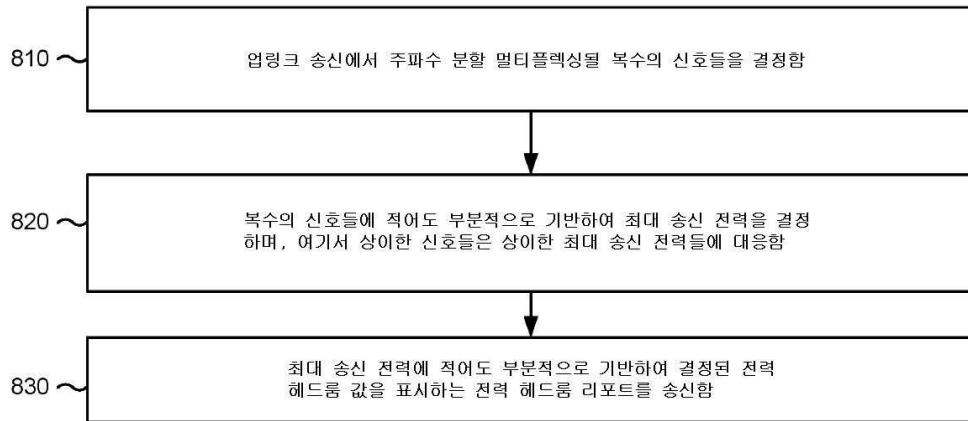 810
업링크 송신에서 주파수 분할 멀티플렉싱될 복수의 신호들을 결정함
820
복수의 신호들에 적어도 부분적으로 기반하여 최대 송신 전력을 결정
하며, 여기서 상이한 신호들은 상이한 최대 송신 전력들에 대응함
830
최대 송신 전력에 적어도 부분적으로 기반하여 결정된 전력
헤드룸 값을 표시하는 전력 헤드룸 리포트를 송신함